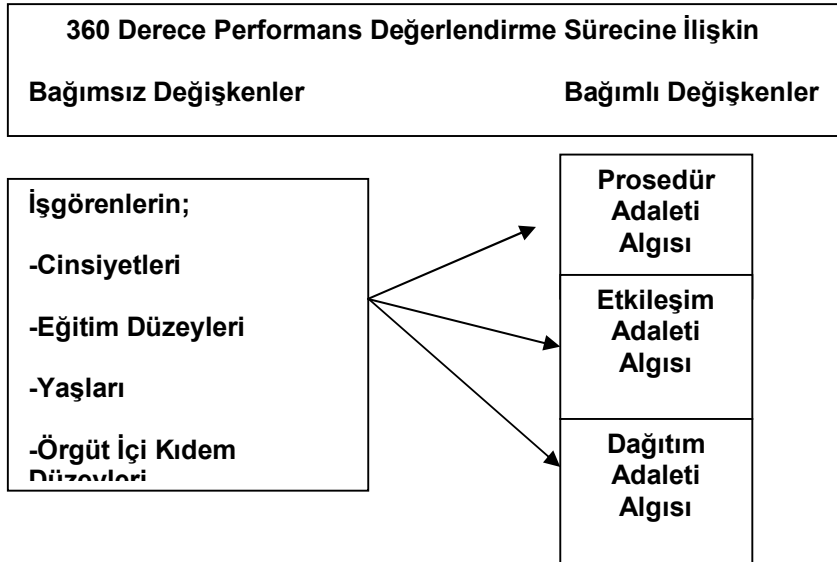 360 Derece Performans Değerlendirme Sürecine İlişkin
Bağımsız Değişkenler Bağımlı Değişkenler
İşgörenlerin;
-Cinsiyetleri
-Eğitim Düzeyleri
-Yaşları
-Örgüt İçi Kıdem
Düzeyleri
Prosedür
Adaleti
Algısı
Etkileşim
Adaleti
Algısı
Dağıtım
Adaleti
Algısı